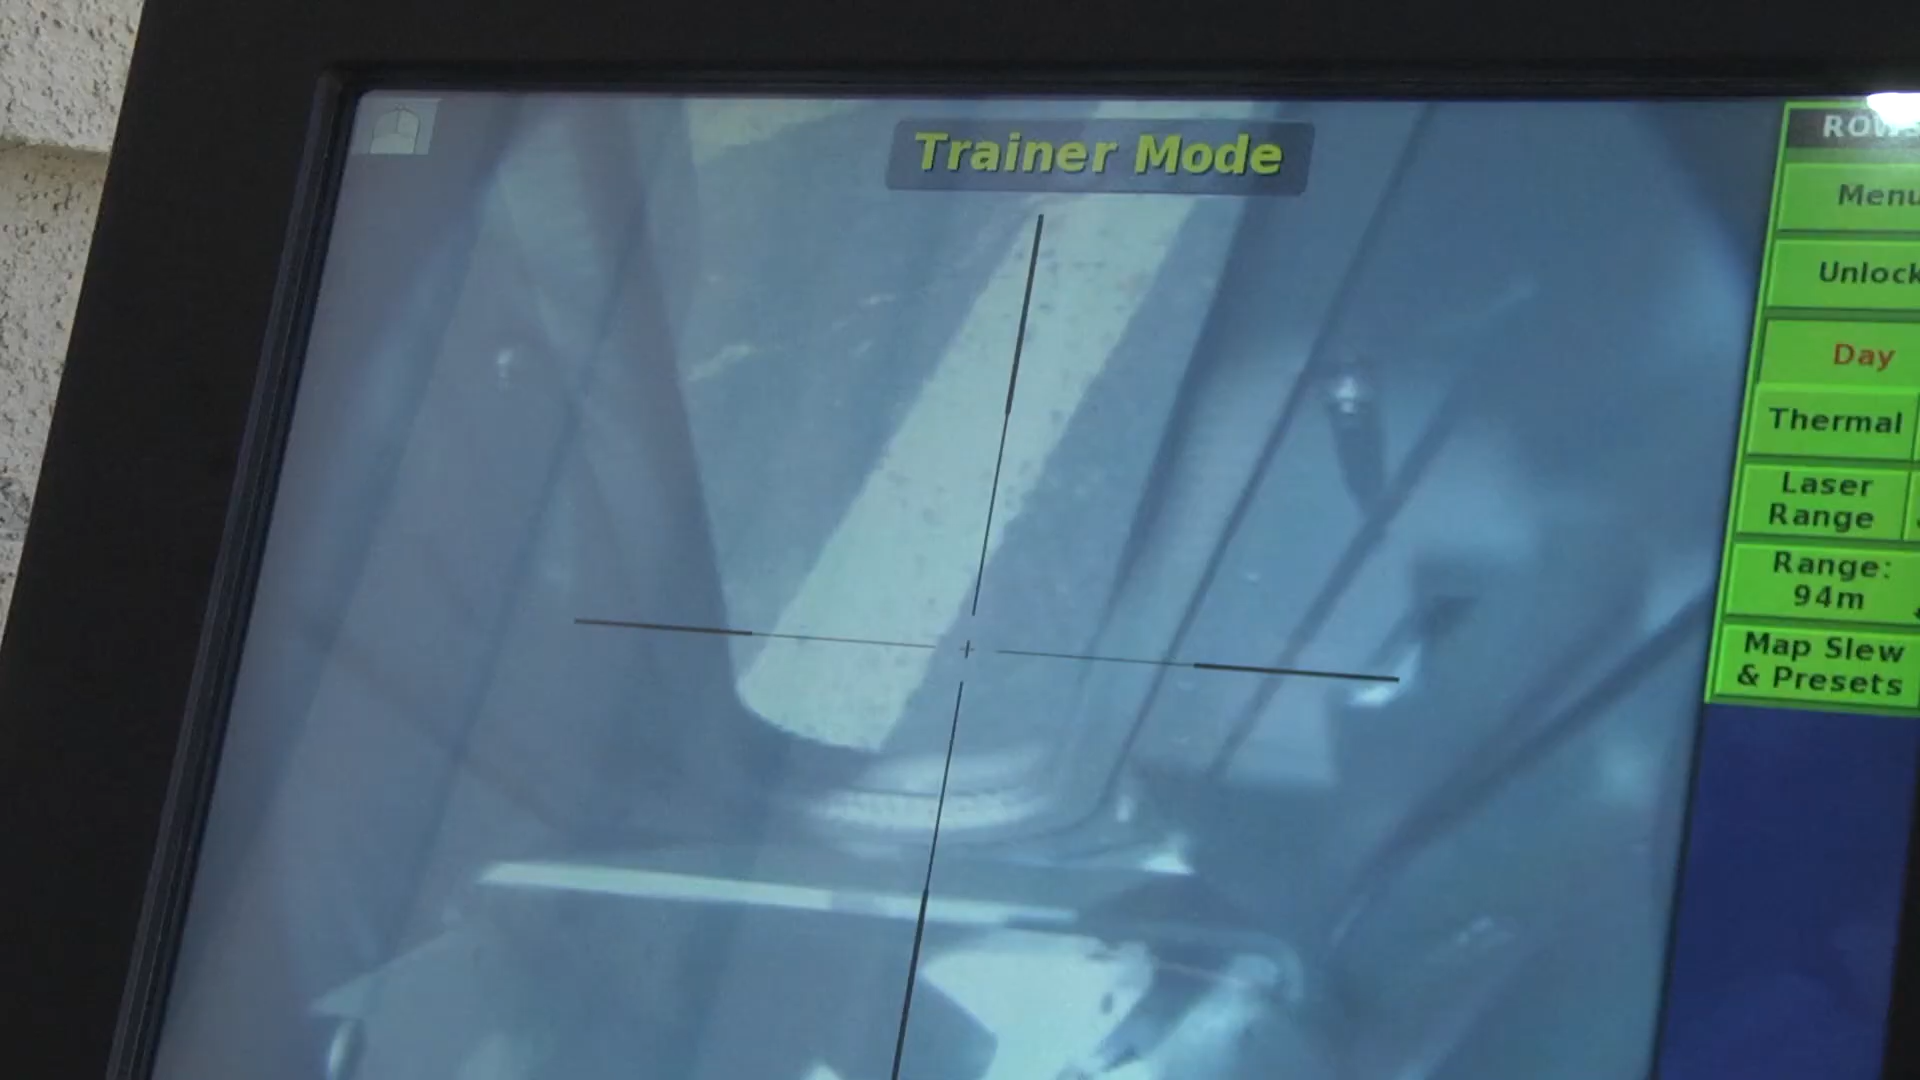 Trainer Mode
Menu
Unlock
Day
Thermal
Laser
Range
Range:
94m
Map Slew
& Presets